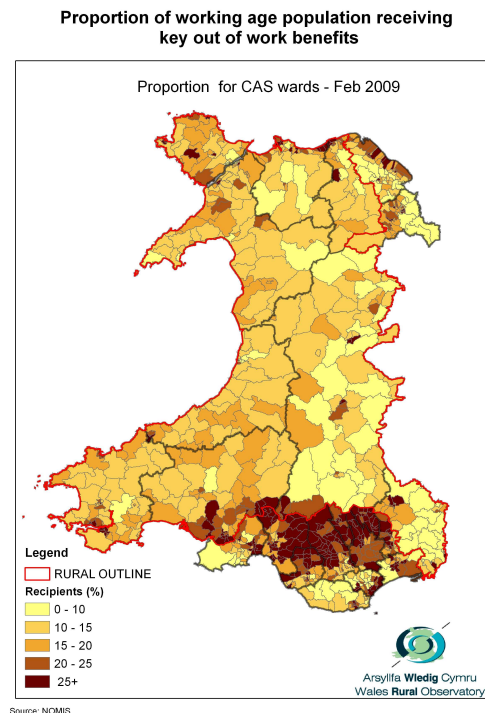 Proportion of working age population receiving
key out of work benefits
Proportion for CAS wards - Feb 2009
Legend
RURAL OUTLINE
Recipients (%)
0 - 10
10 - 15
15 - 20
20 - 25
25+
Arsyllfa Wledig Cymru
Wales Rural Observatory
Source: NOMIS